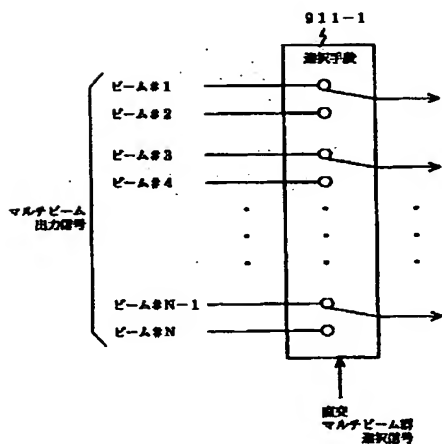 911-1
選択手段
ビーム#1
ビーム#2
ビーム#3
ビーム#4
マルチビーム
出力信号
ビーム#N-1
ビーム#N
直交
マルチビーム群
選択信号